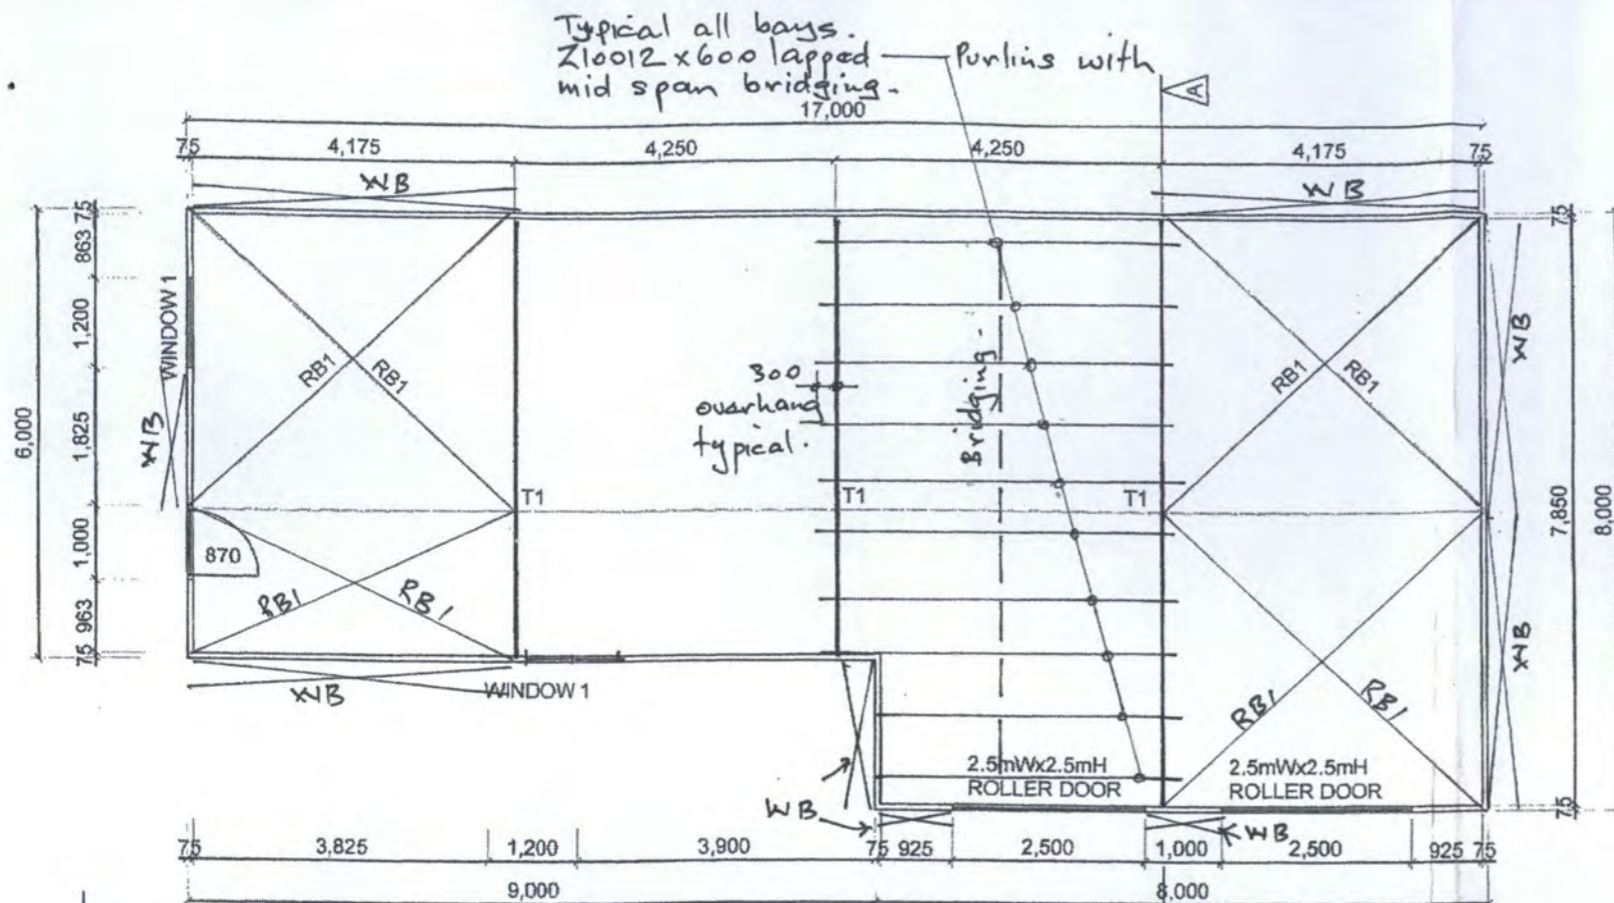 Typical all bays.
Z10012 x 600 lapped
mid span bridging.
Purlins with
A
17,000
75
4,175
4,250
4,250
4,175
75
WB
WB
75
863
1,200
1,825
1,000
963
75
6,000
WINDOW 1
WB
RB1
RB1
870
RB1
RB1
T1
WB
WINDOW 1
300
overhang
typical.
T1
Bridging.
T1
RB1
RB1
RB1
RB1
WB
WB
75
7,850
75
8,000
2.5mWx2.5mH
ROLLER DOOR
2.5mWx2.5mH
ROLLER DOOR
WB
WB
75
3,825
1,200
3,900
75
925
2,500
1,000
2,500
925
75
9,000
8,000